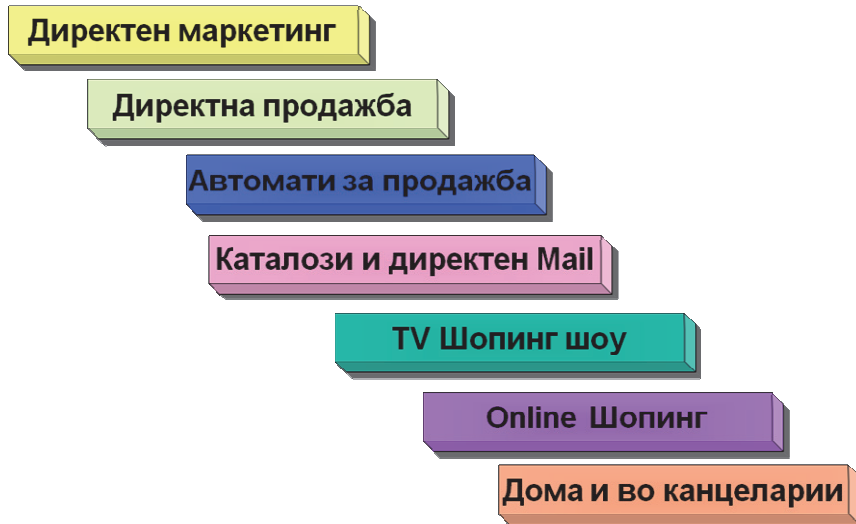 Директен маркетинг
Директна продажба
Автомати за продажба
Каталози и директен Mail
TV Шопинг шоу
Online Шопинг
Дома и во канцеларии